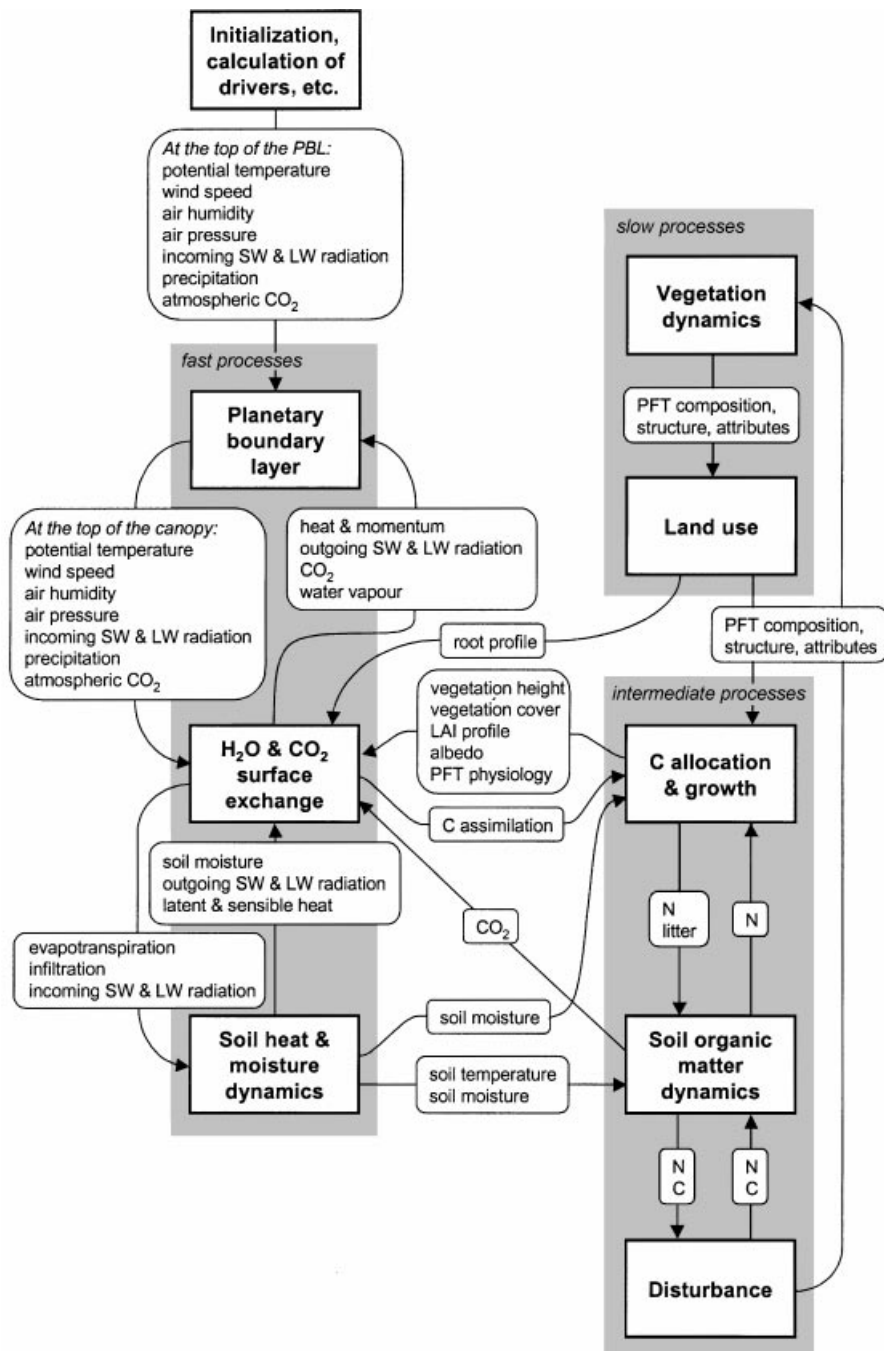 Initialization,
calculation of
drivers, etc.
At the top of the PBL:
potential temperature
wind speed
air humidity
air pressure
incoming SW & LW radiation
precipitation
atmospheric CO₂
fast processes
Planetary
boundary
layer
At the top of the canopy:
potential temperature
wind speed
air humidity
air pressure
incoming SW & LW radiation
precipitation
atmospheric CO₂
heat & momentum
outgoing SW & LW radiation
CO₂
water vapour
slow processes
Vegetation
dynamics
PFT composition,
structure, attributes
Land use
root profile
PFT composition,
structure, attributes
H₂O & CO₂
surface
exchange
vegetation height
vegetation cover
LAI profile
albedo
PFT physiology
C assimilation
intermediate processes
C allocation
& growth
soil moisture
outgoing SW & LW radiation
latent & sensible heat
evapotranspiration
infiltration
incoming SW & LW radiation
CO₂
N
litter
N
Soil heat &
moisture
dynamics
soil moisture
soil temperature
soil moisture
Soil organic
matter
dynamics
N
C
N
C
Disturbance